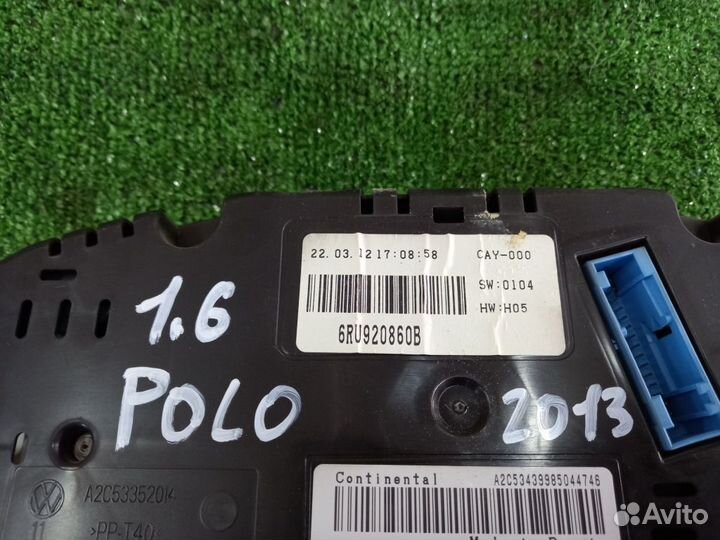 22.03.12 17:08:58 CAY-000
SW:0104
HW:H05
6RU920860B
1.6
POLO
2013
Continental A2C53439985044746
A2C53352014
11 >PP-T40<
Avito